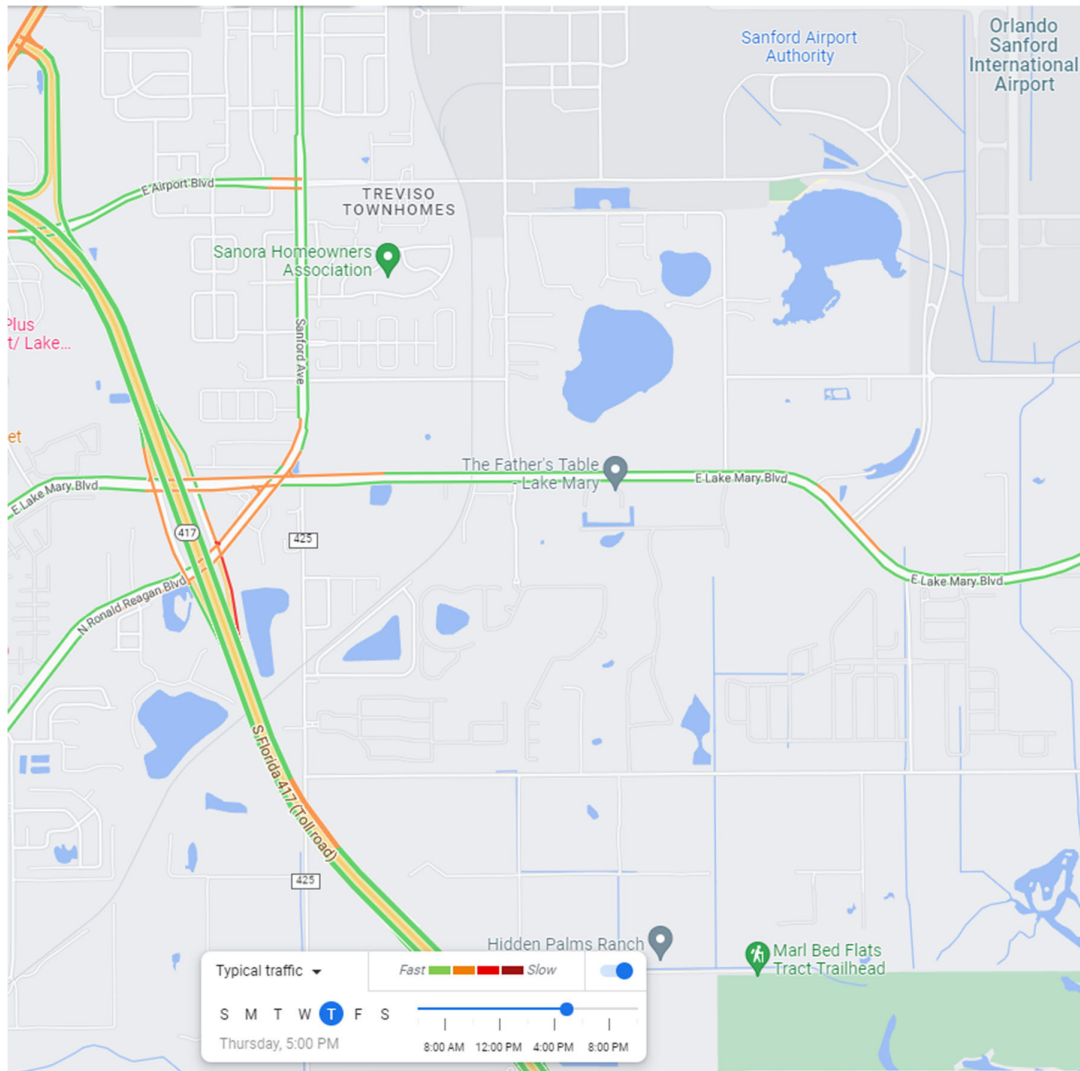 Sanford Airport
Authority
Orlando
Sanford
International
Airport
E Airport Blvd
TREVISO
TOWNHOMES
Sanora Homeowners
Association
Plus
t/ Lake...
Sanford Ave
et
The Father's Table
- Lake Mary
E Lake Mary Blvd
E Lake Mary Blvd
417
425
E Lake Mary Blvd
N Ronald Reagan Blvd
S Florida 417 (Toll road)
425
Hidden Palms Ranch
Marl Bed Flats
Tract Trailhead
Typical traffic
Fast Slow
S M T W T F S
Thursday, 5:00 PM
8:00 AM 12:00 PM 4:00 PM 8:00 PM